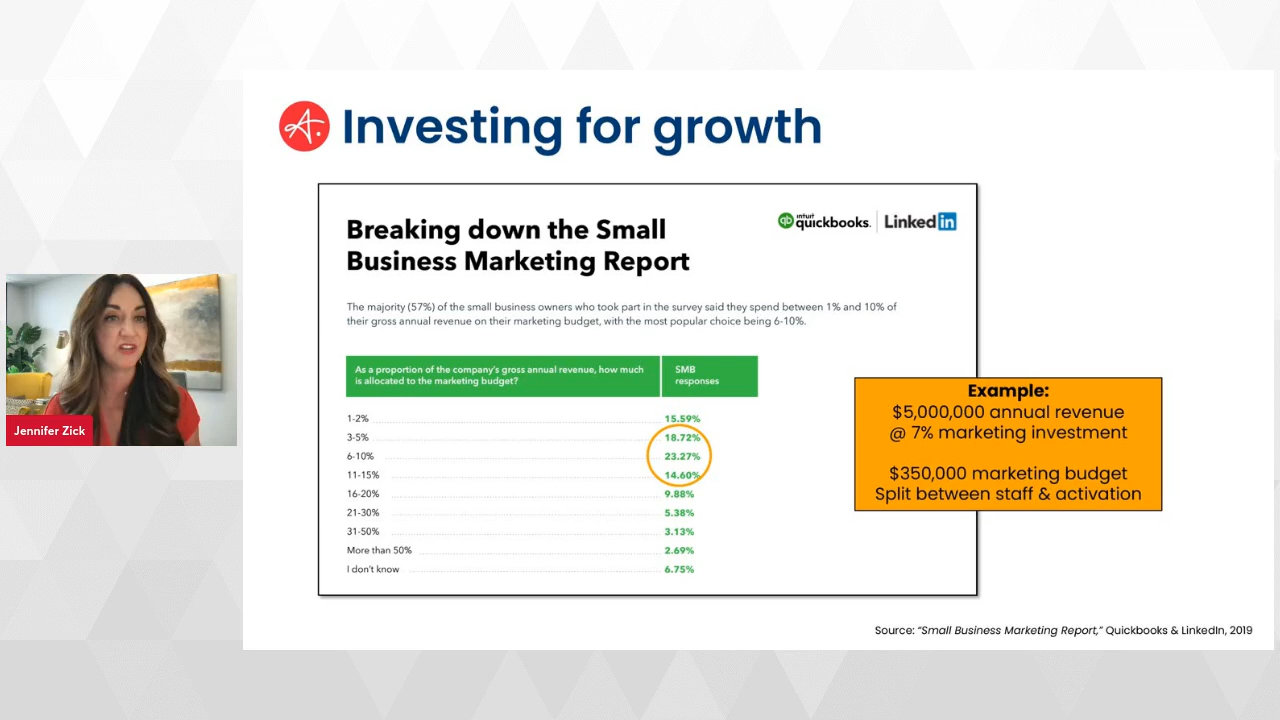 A.
Investing for growth
Breaking down the Small
Business Marketing Report
qb intuit quickbooks.
Linked in
The majority (57%) of the small business owners who took part in the survey said they spend between 1% and 10% of
their gross annual revenue on their marketing budget, with the most popular choice being 6-10%.
As a proportion of the company's gross annual revenue, how much
is allocated to the marketing budget?
SMB
responses
1-2% 15.59%
3-5% 18.72%
6-10% 23.27%
11-15% 14.60%
16-20% 9.88%
21-30% 5.38%
31-50% 3.13%
More than 50% 2.69%
I don't know 6.75%
Example:
$5,000,000 annual revenue
@ 7% marketing investment
$350,000 marketing budget
Split between staff & activation
Jennifer Zick
Source: “Small Business Marketing Report,” Quickbooks & LinkedIn, 2019